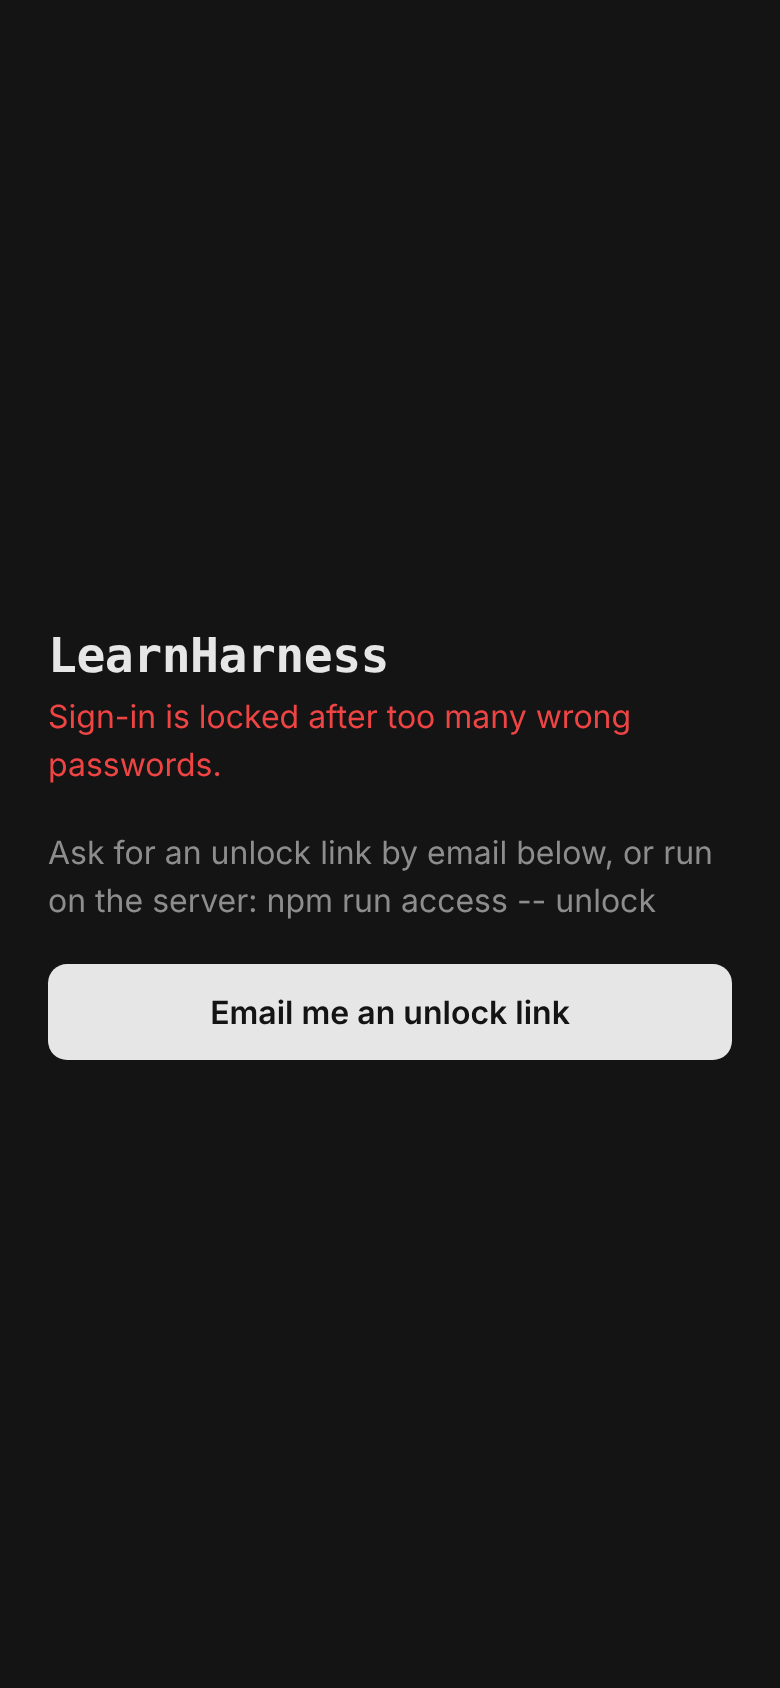 LearnHarness
Sign-in is locked after too many wrong
passwords.
Ask for an unlock link by email below, or run
on the server: npm run access -- unlock
Email me an unlock link